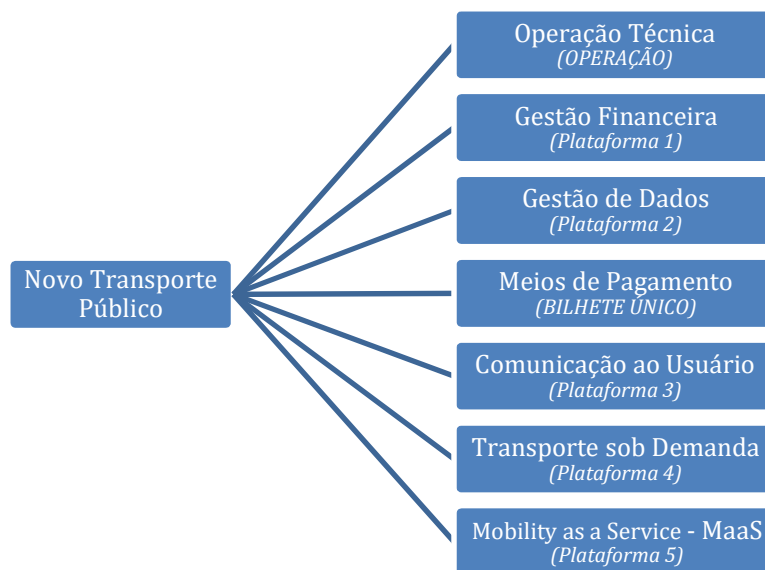 Operação Técnica
(OPERAÇÃO)
Gestão Financeira
(Plataforma 1)
Gestão de Dados
(Plataforma 2)
Novo Transporte
Público
Meios de Pagamento
(BILHETE ÚNICO)
Comunicação ao Usuário
(Plataforma 3)
Transporte sob Demanda
(Plataforma 4)
Mobility as a Service - MaaS
(Plataforma 5)